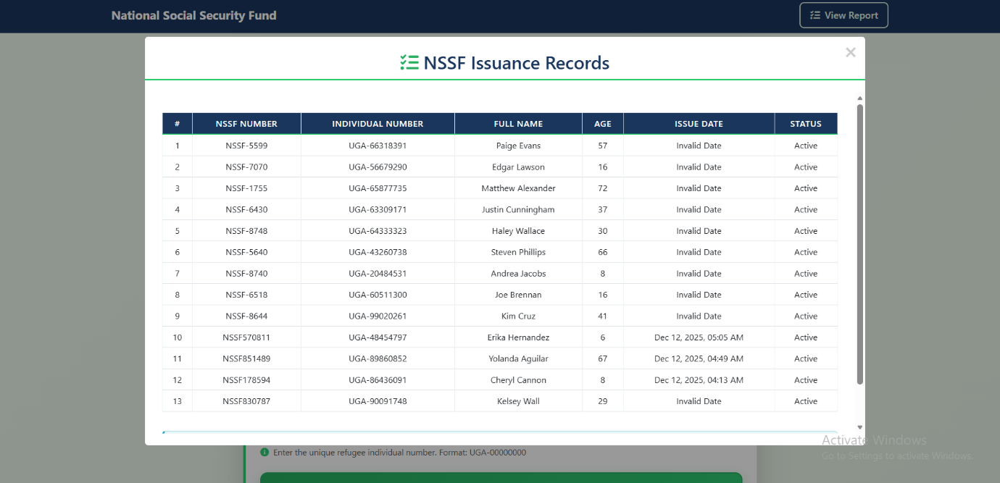 National Social Security Fund View Report
NSSF Issuance Records ×
# NSSF NUMBER INDIVIDUAL NUMBER FULL NAME AGE ISSUE DATE STATUS
1 NSSF-5599 UGA-66318391 Paige Evans 57 Invalid Date Active
2 NSSF-7070 UGA-56679290 Edgar Lawson 16 Invalid Date Active
3 NSSF-1755 UGA-65877735 Matthew Alexander 72 Invalid Date Active
4 NSSF-6430 UGA-63309171 Justin Cunningham 37 Invalid Date Active
5 NSSF-8748 UGA-64333323 Haley Wallace 30 Invalid Date Active
6 NSSF-5640 UGA-43260738 Steven Phillips 66 Invalid Date Active
7 NSSF-8740 UGA-20484531 Andrea Jacobs 8 Invalid Date Active
8 NSSF-6518 UGA-60511300 Joe Brennan 16 Invalid Date Active
9 NSSF-8644 UGA-99020261 Kim Cruz 41 Invalid Date Active
10 NSSF570811 UGA-48454797 Erika Hernandez 6 Dec 12, 2025, 05:05 AM Active
11 NSSF851489 UGA-89860852 Yolanda Aguilar 67 Dec 12, 2025, 04:49 AM Active
12 NSSF178594 UGA-86436091 Cheryl Cannon 8 Dec 12, 2025, 04:13 AM Active
13 NSSF830787 UGA-90091748 Kelsey Wall 29 Invalid Date Active
Activate Windows
Go to Settings to activate Windows.
Enter the unique refugee individual number. Format: UGA-00000000